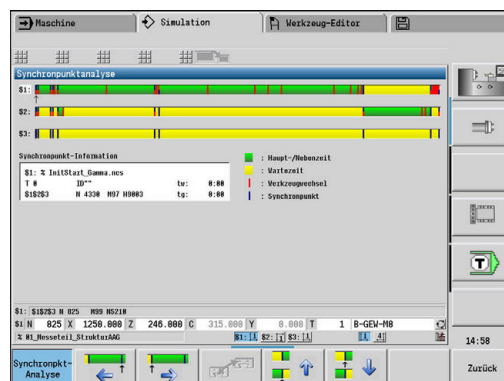 Maschine
Simulation
Werkzeug-Editor
Synchronpunktanalyse
$1:
$2:
$3:
Synchronpunkt-Information
$1: % InitStart_Gamma.ncs
T 0 ID"" tw: 0:00
$1$2$3 N 4330 M97 H9003 tg: 0:00
: Haupt-/Nebenzeit
: Wartezeit
: Werkzeugwechsel
: Synchronpunkt
T
$1: $1$2$3 N 825 M99 NS210
$1 N 825 X 1250.000 Z 246.000 C 315.000 Y 0.000 T 1 B-GEW-M8
% 01_Messeteil_StrukturAAG $1: $2: $3:
14:58
Synchronpkt-
Analyse
Zurück